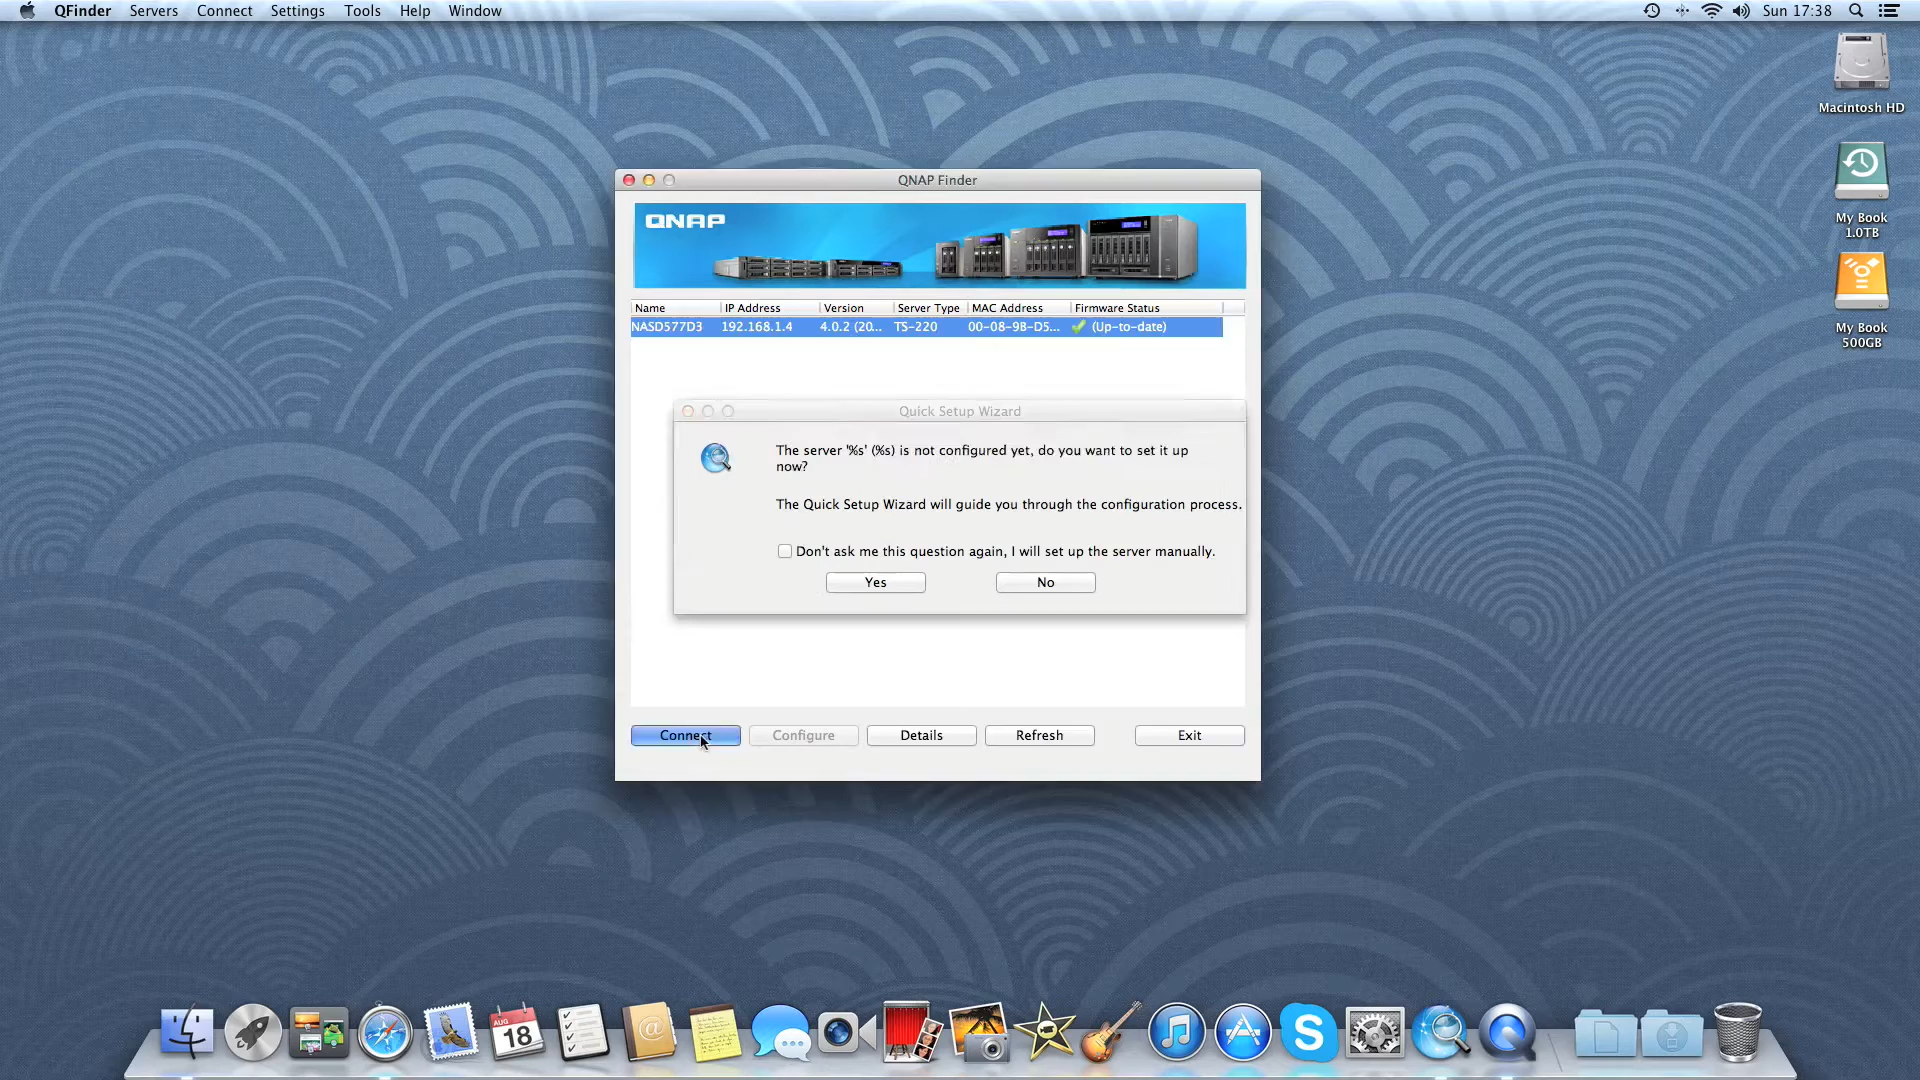 QFinder Servers Connect Settings Tools Help Window Sun 17:38
Macintosh HD
My Book
1.0TB
My Book
500GB
QNAP Finder
QNAP
Name IP Address Version Server Type MAC Address Firmware Status
NASD577D3 192.168.1.4 4.0.2 (20... TS-220 00-08-9B-D5... (Up-to-date)
Quick Setup Wizard
The server '%s' (%s) is not configured yet, do you want to set it up
now?
The Quick Setup Wizard will guide you through the configuration process.
Don't ask me this question again, I will set up the server manually.
Yes No
Connect Configure Details Refresh Exit
AUG
18
@
S